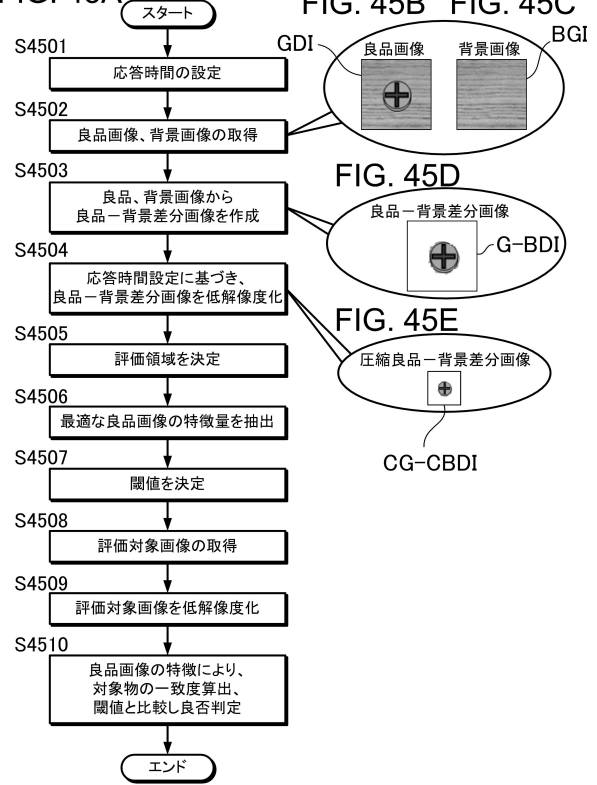 FIG. 45A
スタート
S4501
応答時間の設定
S4502
良品画像、背景画像の取得
S4503
良品、背景画像から
良品－背景差分画像を作成
S4504
応答時間設定に基づき、
良品－背景差分画像を低解像度化
S4505
評価領域を決定
S4506
最適な良品画像の特徴量を抽出
S4507
閾値を決定
S4508
評価対象画像の取得
S4509
評価対象画像を低解像度化
S4510
良品画像の特徴により、
対象物の一致度算出、
閾値と比較し良否判定
エンド
FIG. 45B FIG. 45C
GDI
良品画像
背景画像
BGI
FIG. 45D
良品－背景差分画像
G-BDI
FIG. 45E
圧縮良品－背景差分画像
CG-CBDI